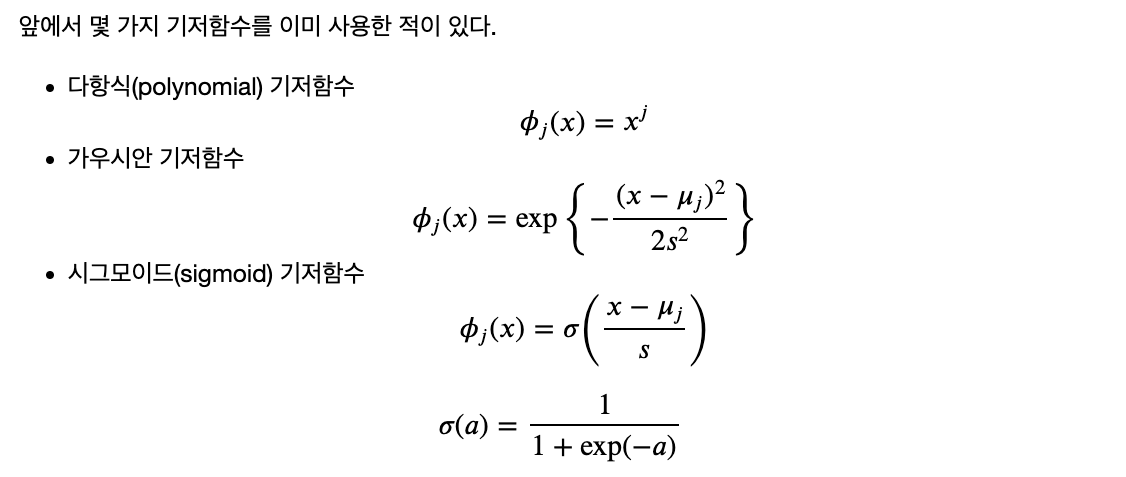 앞에서 몇 가지 기저함수를 이미 사용한 적이 있다.
• 다항식(polynomial) 기저함수
ϕ_j(x) = x^j
• 가우시안 기저함수
ϕ_j(x) = exp { −(x − μ_j)^2 / 2s^2 }
• 시그모이드(sigmoid) 기저함수
ϕ_j(x) = σ( (x − μ_j) / s )
σ(a) = 1 / (1 + exp(−a))